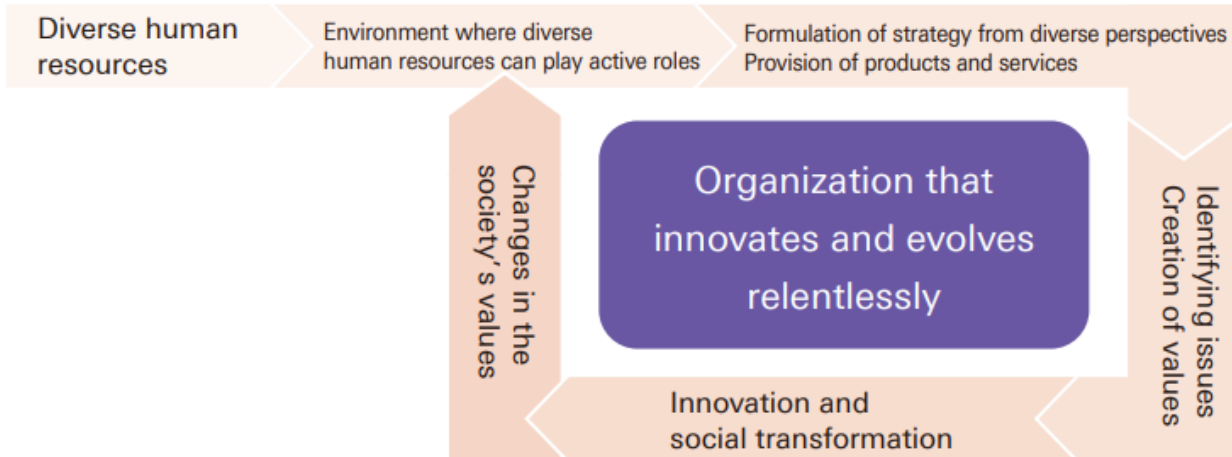 Diverse human
resources
Environment where diverse
human resources can play active roles
Formulation of strategy from diverse perspectives
Provision of products and services
Identifying issues
Creation of values
Innovation and
social transformation
Changes in the
society's values
Organization that
innovates and evolves
relentlessly